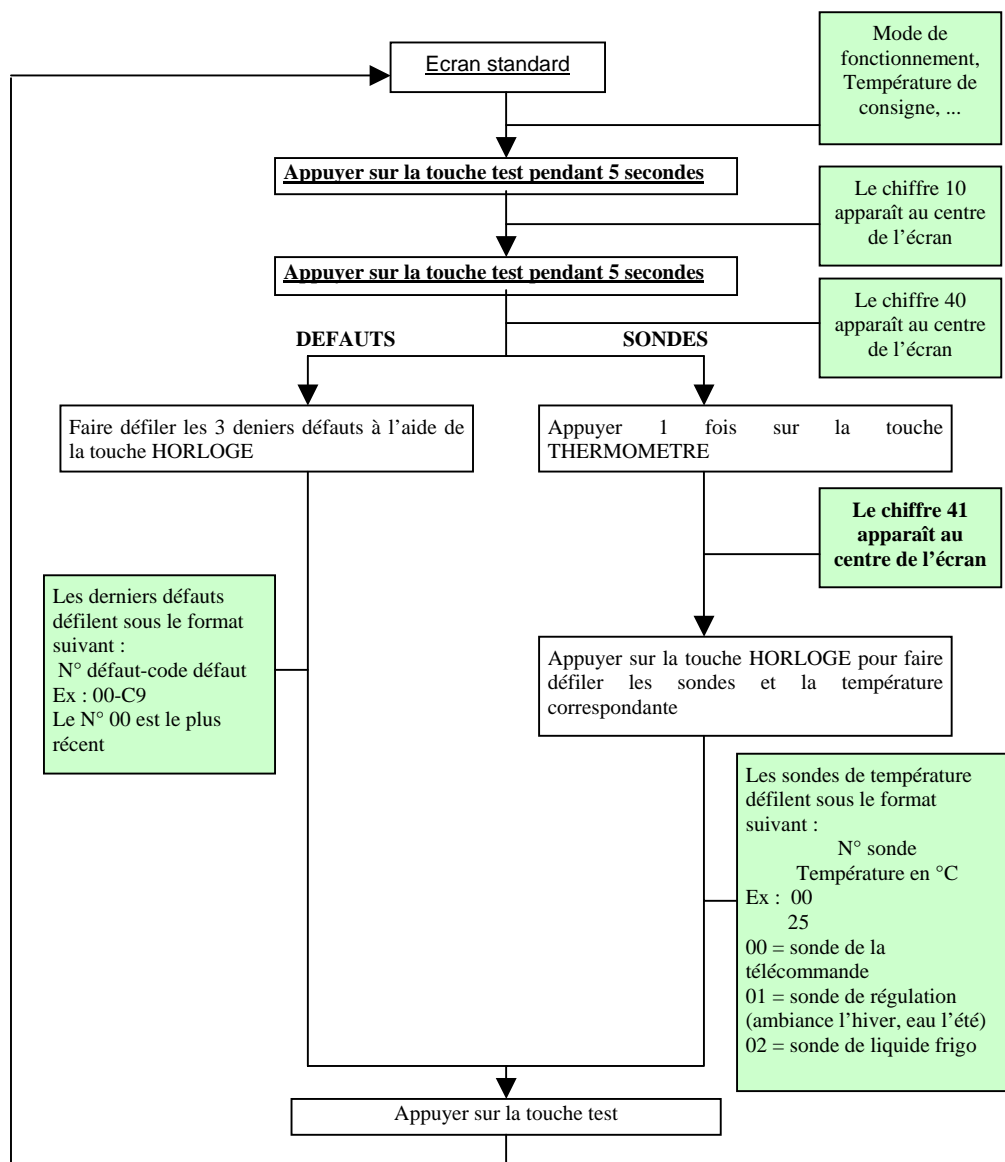 Ecran standard
Mode de
fonctionnement,
Température de
consigne, ...
Appuyer sur la touche test pendant 5 secondes
Le chiffre 10
apparaît au centre
de l'écran
Appuyer sur la touche test pendant 5 secondes
Le chiffre 40
apparaît au centre
de l'écran
DEFAUTS
SONDES
Faire défiler les 3 deniers défauts à l'aide de
la touche HORLOGE
Appuyer 1 fois sur la touche
THERMOMETRE
Le chiffre 41
apparaît au
centre de l'écran
Les derniers défauts
défilent sous le format
suivant :
N° défaut-code défaut
Ex : 00-C9
Le N° 00 est le plus
récent
Appuyer sur la touche HORLOGE pour faire
défiler les sondes et la température
correspondante
Les sondes de température
défilent sous le format
suivant :
N° sonde
Température en °C
Ex : 00
25
00 = sonde de la
télécommande
01 = sonde de régulation
(ambiance l'hiver, eau l'été)
02 = sonde de liquide frigo
Appuyer sur la touche test